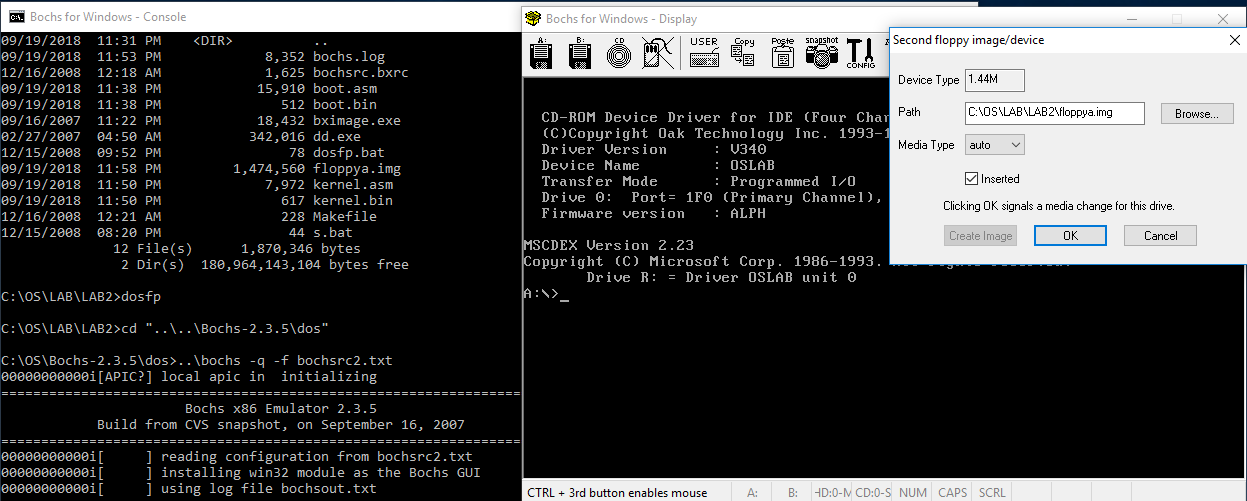 Bochs for Windows - Console
09/19/2018  11:31 PM    <DIR>          ..
09/19/2018  11:53 PM             8,352 bochs.log
12/16/2008  12:18 AM             1,625 bochsrc.bxrc
09/19/2018  11:38 PM            15,910 boot.asm
09/19/2018  11:38 PM               512 boot.bin
09/16/2007  11:22 PM            18,432 bximage.exe
02/27/2007  04:50 AM           342,016 dd.exe
12/15/2008  09:52 PM                78 dosfp.bat
09/19/2018  11:58 PM         1,474,560 floppya.img
09/19/2018  11:50 PM             7,972 kernel.asm
09/19/2018  11:50 PM               617 kernel.bin
12/16/2008  12:21 AM               228 Makefile
12/15/2008  08:20 PM                44 s.bat
12 File(s)      1,870,346 bytes
2 Dir(s)  180,964,143,104 bytes free
C:\OS\LAB\LAB2>dosfp
C:\OS\LAB\LAB2>cd "..\..\Bochs-2.3.5\dos"
C:\OS\Bochs-2.3.5\dos>..\bochs -q -f bochsrc2.txt
00000000000i[APIC?] local apic in  initializing
========================================================================
Bochs x86 Emulator 2.3.5
Build from CVS snapshot, on September 16, 2007
========================================================================
00000000000i[     ] reading configuration from bochsrc2.txt
00000000000i[     ] installing win32 module as the Bochs GUI
00000000000i[     ] using log file bochsout.txt
Bochs for Windows - Display
A: B: CD USER Copy Paste snapshot CONFIG
CD-ROM Device Driver for IDE (Four Chan
(C)Copyright Oak Technology Inc. 1993-1
Driver Version     : V340
Device Name        : OSLAB
Transfer Mode      : Programmed I/O
Drive 0:  Port= 1F0 (Primary Channel),
Firmware version   : ALPH
MSCDEX Version 2.23
Copyright (C) Microsoft Corp. 1986-1993.
Drive R: = Driver OSLAB unit 0
A:\>_
CTRL + 3rd button enables mouse A: B: HD:0-M CD:0-S NUM CAPS SCRL
Second floppy image/device
Device Type 1.44M
Path C:\OS\LAB\LAB2\floppya.img Browse...
Media Type auto
Inserted
Clicking OK signals a media change for this drive.
Create Image OK Cancel